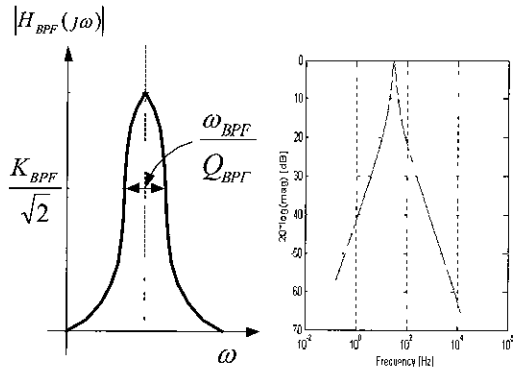 |H_BPF(jω)|
ω_BPF
Q_BPF
K_BPF
√2
ω
0
10
20
30
40
50
60
70
20*log(mag) [dB]
10^-2 10^0 10^2 10^4 10^6
Frequency [Hz]